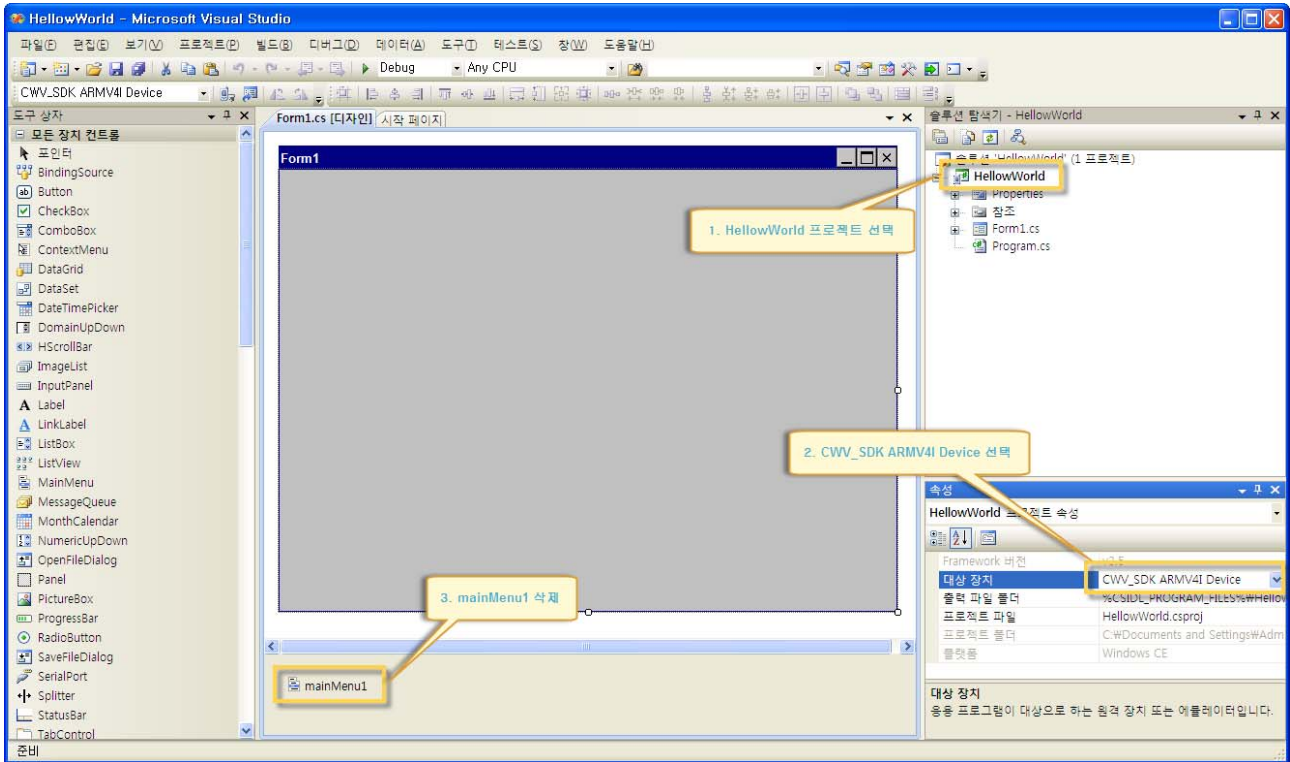 HellowWorld - Microsoft Visual Studio
파일(F) 편집(E) 보기(V) 프로젝트(P) 빌드(B) 디버그(D) 데이터(A) 도구(T) 테스트(S) 창(W) 도움말(H)
Debug Any CPU
CWV_SDK ARMV4I Device
도구 상자
모든 장치 컨트롤
포인터
BindingSource
Button
CheckBox
ComboBox
ContextMenu
DataGrid
DataSet
DateTimePicker
DomainUpDown
HScrollBar
ImageList
InputPanel
Label
LinkLabel
ListBox
ListView
MainMenu
MessageQueue
MonthCalendar
NumericUpDown
OpenFileDialog
Panel
PictureBox
ProgressBar
RadioButton
SaveFileDialog
SerialPort
Splitter
StatusBar
TabControl
Form1.cs [디자인] 시작 페이지
Form1
1. HellowWorld 프로젝트 선택
2. CWV_SDK ARMV4I Device 선택
3. mainMenu1 삭제
mainMenu1
솔루션 탐색기 - HellowWorld
솔루션 'HellowWorld' (1 프로젝트)
HellowWorld
Properties
참조
Form1.cs
Program.cs
속성
HellowWorld 프로젝트 속성
Framework 버전 v3.5
대상 장치 CWV_SDK ARMV4I Device
출력 파일 폴더 %CSIDL_PROGRAM_FILES%₩Hellow
프로젝트 파일 HellowWorld.csproj
프로젝트 폴더 C:₩Documents and Settings₩Adm
플랫폼 Windows CE
대상 장치
응용 프로그램이 대상으로 하는 원격 장치 또는 에뮬레이터입니다.
준비